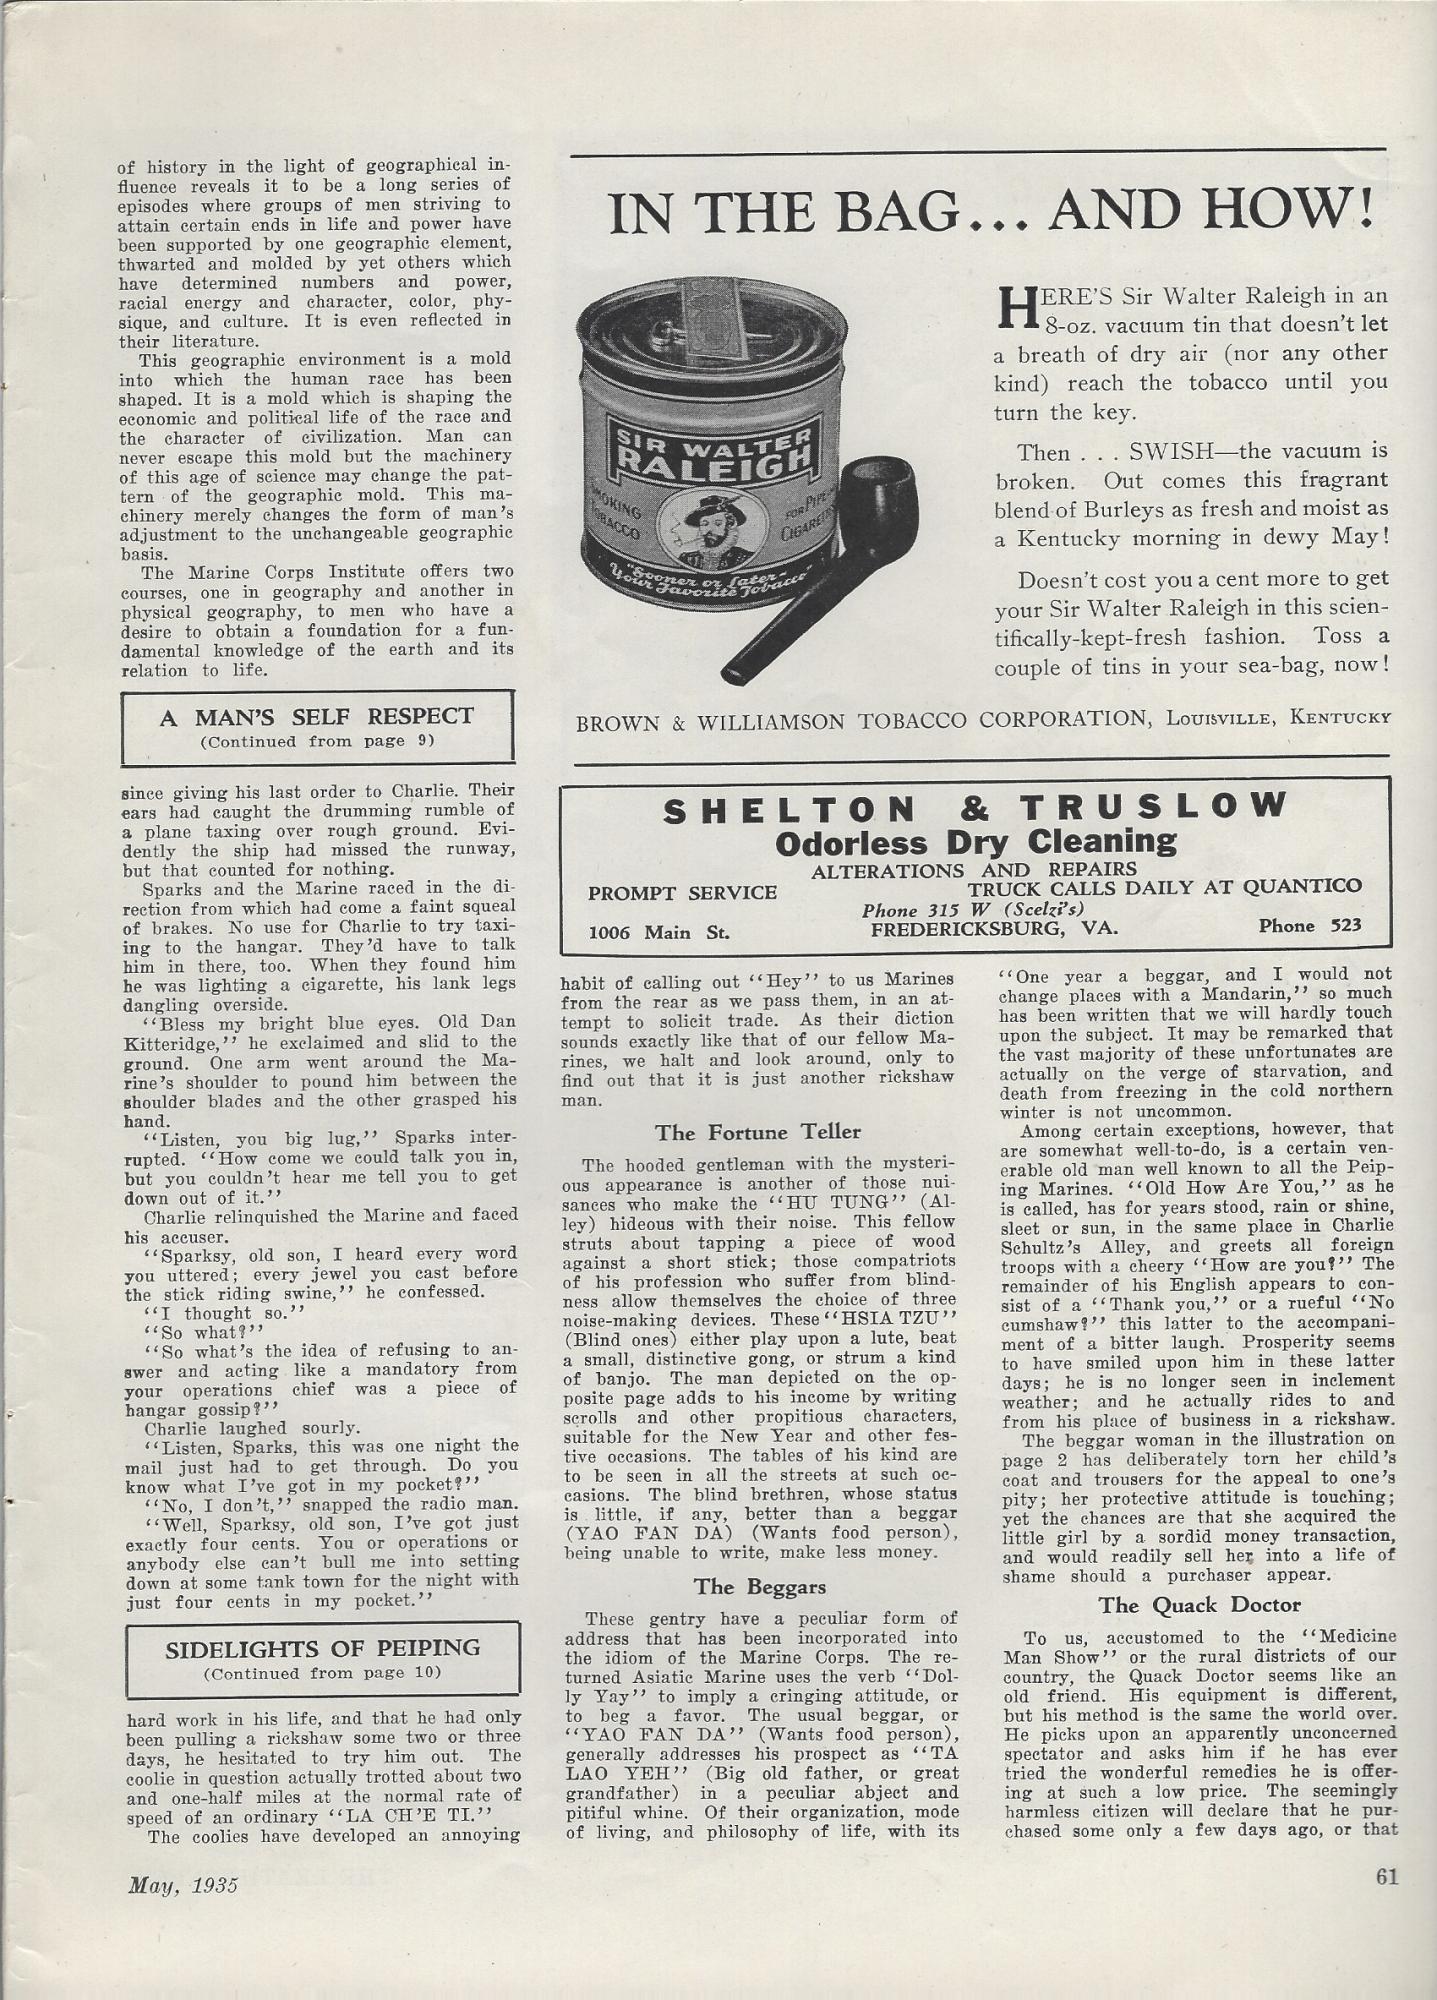 of history in the light of geographical in-
fluence reveals it to be a long series of
episodes where groups of men striving to
attain certain ends in life and power have
been supported by one geographic element,
thwarted and molded by yet others which
have determined numbers and power,
racial energy and character, color, phy-
sique, and culture. It is even reflected in
their literature.
This geographic environment is a mold
into which the human race has been
shaped. It is a mold which is shaping the
economic and political life of the race and
the character of civilization. Man can
never escape this mold but the machinery
of this age of science may change the pat-
tern of the geographic mold. This ma-
chinery merely changes the form of man's
adjustment to the unchangeable geographic
basis.
The Marine Corps Institute offers two
courses, one in geography and another in
physical geography, to men who have a
desire to obtain a foundation for a fun-
damental knowledge of the earth and its
relation to life.
A MAN'S SELF RESPECT
(Continued from page 9)
since giving his last order to Charlie. Their
ears had caught the drumming rumble of
a plane taxing over rough ground. Evi-
dently the ship had missed the runway,
but that counted for nothing.
Sparks and the Marine raced in the di-
rection from which had come a faint squeal
of brakes. No use for Charlie to try taxi-
ing to the hangar. They'd have to talk
him in there, too. When they found him
he was lighting a cigarette, his lank legs
dangling overside.
"Bless my bright blue eyes. Old Dan
Kitteridge," he exclaimed and slid to the
ground. One arm went around the Ma-
rine's shoulder to pound him between the
shoulder blades and the other grasped his
hand.
"Listen, you big lug," Sparks inter-
rupted. "How come we could talk you in,
but you couldn't hear me tell you to get
down out of it."
Charlie relinquished the Marine and faced
his accuser.
"Sparksy, old son, I heard every word
you uttered; every jewel you cast before
the stick riding swine," he confessed.
"I thought so."
"So what?"
"So what's the idea of refusing to an-
swer and acting like a mandatory from
your operations chief was a piece of
hangar gossip?"
Charlie laughed sourly.
"Listen, Sparks, this was one night the
mail just had to get through. Do you
know what I've got in my pocket?"
"No, I don't," snapped the radio man.
"Well, Sparksy, old son, I've got just
exactly four cents. You or operations or
anybody else can't bull me into setting
down at some tank town for the night with
just four cents in my pocket."
SIDELIGHTS OF PEIPING
(Continued from page 10)
hard work in his life, and that he had only
been pulling a rickshaw some two or three
days, he hesitated to try him out. The
coolie in question actually trotted about two
and one-half miles at the normal rate of
speed of an ordinary "LA CH'E TI."
The coolies have developed an annoying
IN THE BAG... AND HOW!
SIR WALTER
RALEIGH
SMOKING
TOBACCO
FOR PIPE
CIGARETTES
"Sooner or later-
Your Favorite Tobacco"
HERE'S Sir Walter Raleigh in an
8-oz. vacuum tin that doesn't let
a breath of dry air (nor any other
kind) reach the tobacco until you
turn the key.
Then . . . SWISH—the vacuum is
broken. Out comes this fragrant
blend of Burleys as fresh and moist as
a Kentucky morning in dewy May!
Doesn't cost you a cent more to get
your Sir Walter Raleigh in this scien-
tifically-kept-fresh fashion. Toss a
couple of tins in your sea-bag, now!
BROWN & WILLIAMSON TOBACCO CORPORATION, LOUISVILLE, KENTUCKY
SHELTON & TRUSLOW
Odorless Dry Cleaning
ALTERATIONS AND REPAIRS
PROMPT SERVICE TRUCK CALLS DAILY AT QUANTICO
Phone 315 W (Scelzi's)
1006 Main St. FREDERICKSBURG, VA. Phone 523
habit of calling out "Hey" to us Marines
from the rear as we pass them, in an at-
tempt to solicit trade. As their diction
sounds exactly like that of our fellow Ma-
rines, we halt and look around, only to
find out that it is just another rickshaw
man.
The Fortune Teller
The hooded gentleman with the mysteri-
ous appearance is another of those nui-
sances who make the "HU TUNG" (Al-
ley) hideous with their noise. This fellow
struts about tapping a piece of wood
against a short stick; those compatriots
of his profession who suffer from blind-
ness allow themselves the choice of three
noise-making devices. These "HSIA TZU"
(Blind ones) either play upon a lute, beat
a small, distinctive gong, or strum a kind
of banjo. The man depicted on the op-
posite page adds to his income by writing
scrolls and other propitious characters,
suitable for the New Year and other fes-
tive occasions. The tables of his kind are
to be seen in all the streets at such oc-
casions. The blind brethren, whose status
is little, if any, better than a beggar
(YAO FAN DA) (Wants food person),
being unable to write, make less money.
The Beggars
These gentry have a peculiar form of
address that has been incorporated into
the idiom of the Marine Corps. The re-
turned Asiatic Marine uses the verb "Dol-
ly Yay" to imply a cringing attitude, or
to beg a favor. The usual beggar, or
"YAO FAN DA" (Wants food person),
generally addresses his prospect as "TA
LAO YEH" (Big old father, or great
grandfather) in a peculiar abject and
pitiful whine. Of their organization, mode
of living, and philosophy of life, with its
"One year a beggar, and I would not
change places with a Mandarin," so much
has been written that we will hardly touch
upon the subject. It may be remarked that
the vast majority of these unfortunates are
actually on the verge of starvation, and
death from freezing in the cold northern
winter is not uncommon.
Among certain exceptions, however, that
are somewhat well-to-do, is a certain ven-
erable old man well known to all the Peip-
ing Marines. "Old How Are You," as he
is called, has for years stood, rain or shine,
sleet or sun, in the same place in Charlie
Schultz's Alley, and greets all foreign
troops with a cheery "How are you?" The
remainder of his English appears to con-
sist of a "Thank you," or a rueful "No
cumshaw?" this latter to the accompani-
ment of a bitter laugh. Prosperity seems
to have smiled upon him in these latter
days; he is no longer seen in inclement
weather; and he actually rides to and
from his place of business in a rickshaw.
The beggar woman in the illustration on
page 2 has deliberately torn her child's
coat and trousers for the appeal to one's
pity; her protective attitude is touching;
yet the chances are that she acquired the
little girl by a sordid money transaction,
and would readily sell her into a life of
shame should a purchaser appear.
The Quack Doctor
To us, accustomed to the "Medicine
Man Show" or the rural districts of our
country, the Quack Doctor seems like an
old friend. His equipment is different,
but his method is the same the world over.
He picks upon an apparently unconcerned
spectator and asks him if he has ever
tried the wonderful remedies he is offer-
ing at such a low price. The seemingly
harmless citizen will declare that he pur-
chased some only a few days ago, or that
May, 1935
61